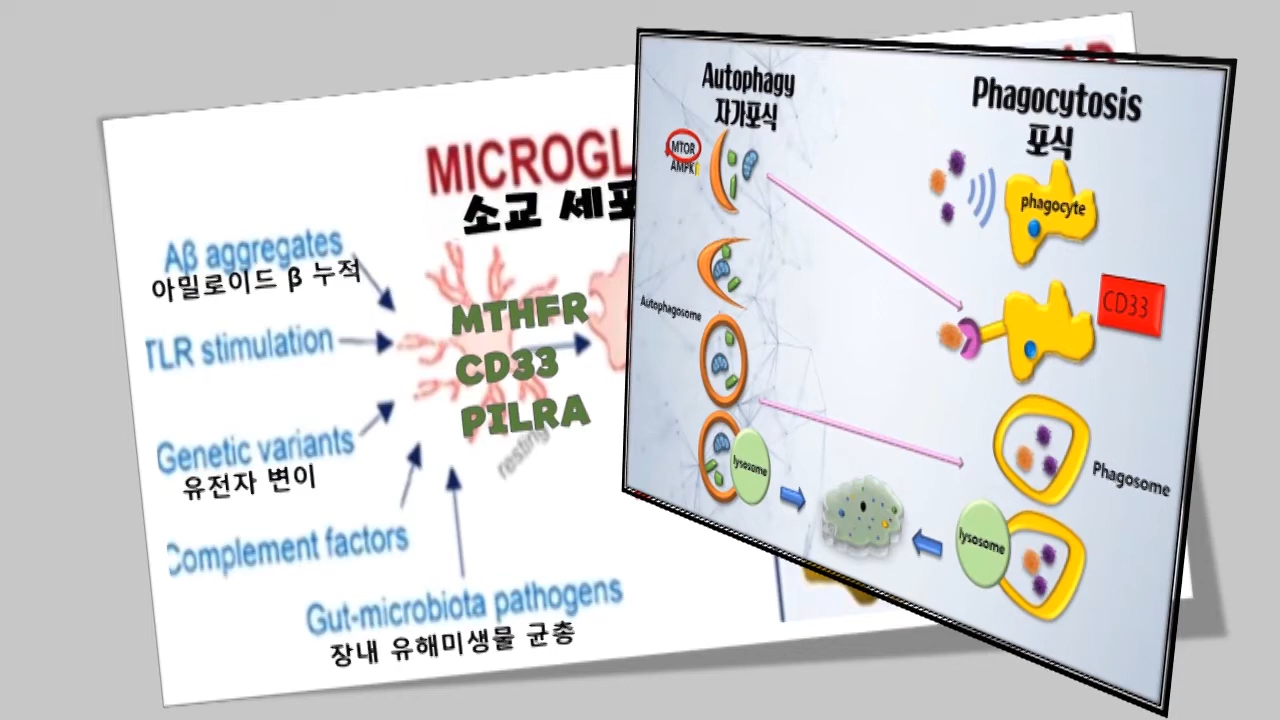 MICROGL
소교 세포
Aβ aggregates
아밀로이드 β 누적
TLR stimulation
Genetic variants
유전자 변이
Complement factors
Gut-microbiota pathogens
장내 유해미생물 균총
MTHFR
CD33
PILRA
resting
Autophagy
자가포식
MTOR
AMPK
Autophagosome
lysosome
Phagocytosis
포식
phagocyte
CD33
Phagosome
lysosome